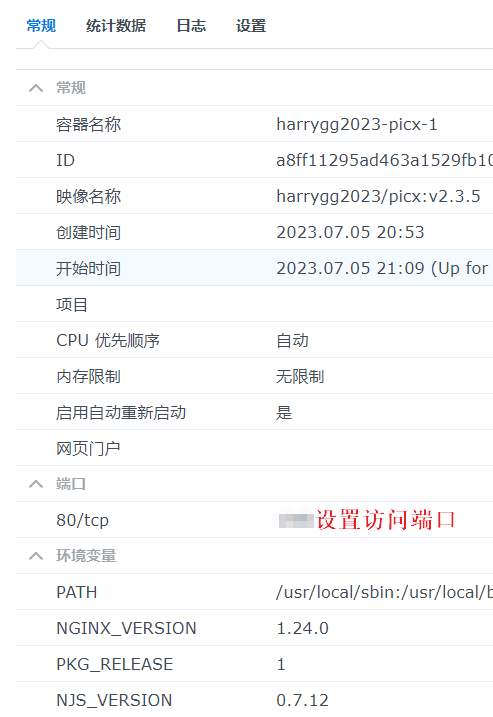 常规 统计数据 日志 设置
常规
容器名称 harrygg2023-picx-1
ID a8ff11295ad463a1529fb10
映像名称 harrygg2023/picx:v2.3.5
创建时间 2023.07.05 20:53
开始时间 2023.07.05 21:09 (Up for
项目
CPU 优先顺序 自动
内存限制 无限制
启用自动重新启动 是
网页门户
端口
80/tcp 设置访问端口
环境变量
PATH /usr/local/sbin:/usr/local/b
NGINX_VERSION 1.24.0
PKG_RELEASE 1
NJS_VERSION 0.7.12